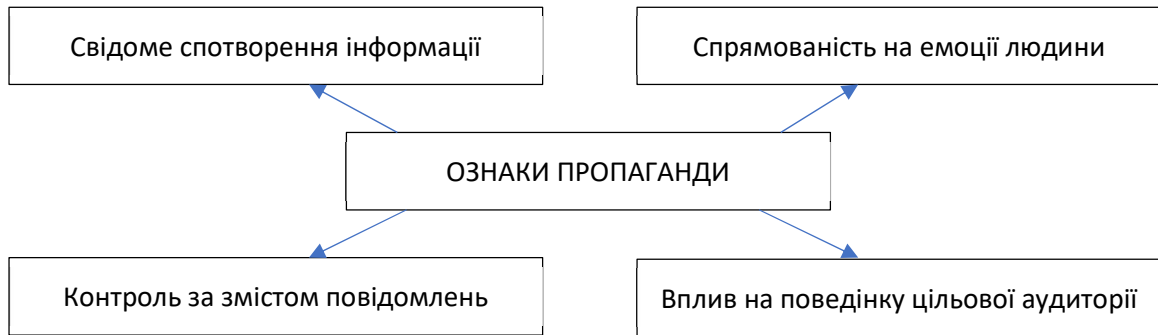 Свідоме спотворення інформації
Спрямованість на емоції людини
ОЗНАКИ ПРОПАГАНДИ
Контроль за змістом повідомлень
Вплив на поведінку цільової аудиторії